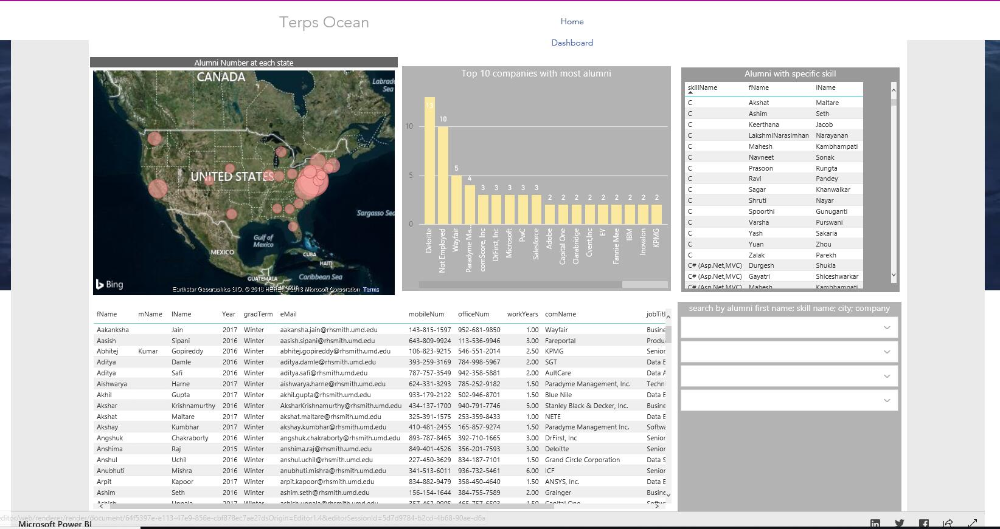 Terps Ocean
Home
Dashboard
Alumni Number at each state
CANADA
Labrador
Sea
UNITED STATES
Sargasso Sea
Gulf of
Mexico
MEXICO
CUBA
HAITI
GUATEMALA
Caribbean Sea
Bing
Earthstar Geographics SIO, © 2018 HERE, © 2018 Microsoft Corporation Terms
Top 10 companies with most alumni
10
5
0
13
10
5
4
3
3
3
3
3
2
2
2
2
2
2
2
2
2
Deloitte
Not Employed
Wayfair
Paradyme Ma...
comScore, Inc
DrFirst, Inc
Microsoft
PwC
Salesforce
Adobe
Capital One
Clarabridge
Cvent,Inc
EY
Fannie Mae
IBM
Inovalon
KPMG
Alumni with specific skill
skillName fName lName
C Akshat Maltare
C Ashim Seth
C Keerthana Jacob
C LakshmiNarasimhan Narayanan
C Mahesh Kambhampati
C Navneet Sonak
C Prasoon Rungta
C Ravi Pandey
C Sagar Khanwalkar
C Shruti Nayar
C Spoorthi Gunuganti
C Varsha Purswani
C Yash Sakaria
C Yuan Zhou
C Zalak Parekh
C# (Asp.Net,MVC) Durgesh Shukla
C# (Asp.Net,MVC) Gayatri Shiceshwarkar
C# (Asp.Net,MVC) Mahesh Kambhampati
fName mName lName Year gradTerm eMail mobileNum officeNum workYears comName jobTitl
Aakanksha Jain 2017 Winter aakansha.jain@rhsmith.umd.edu 143-815-1597 952-681-9850 1.00 Wayfair Busine
Aasish Sipani 2016 Winter aasish.sipani@rhsmith.umd.edu 643-809-9924 113-536-9946 3.00 Fareportal Produ
Abhitej Kumar Gopireddy 2016 Winter abhitej.gopireddy@rhsmith.umd.edu 106-823-9215 546-551-2014 2.50 KPMG Senior
Aditya Damle 2016 Winter aditya.damle@rhsmith.umd.edu 393-259-3169 784-998-5967 2.00 SGT Data E
Aditya Safi 2016 Winter aditya.safi@rhsmith.umd.edu 787-757-3549 942-358-5881 2.00 AultCare Data A
Aishwarya Harne 2017 Winter aishwarya.harne@rhsmith.umd.edu 624-331-3293 785-252-9182 1.50 Paradyme Management, Inc. Techni
Akhil Gupta 2017 Winter akhil.gupta@rhsmith.umd.edu 933-179-2122 502-946-8701 1.50 Blue Nile Data E
Akshar Krishnamurthy 2016 Winter AksharKrishnamurthy@rhsmith.umd.edu 434-137-1700 940-791-7746 5.00 Stanley Black & Decker, Inc. Busine
Akshat Maltare 2017 Winter akshat.maltare@rhsmith.umd.edu 325-391-1575 253-359-8433 1.00 NETE Data E
Akshay Kumbhar 2017 Winter akshay.kumbhar@rhsmith.umd.edu 410-481-2455 165-857-9274 1.50 Paradyme Management Inc. Softwa
Angshuk Chakraborty 2016 Winter angshuk.chakraborty@rhsmith.umd.edu 893-787-8465 392-710-1665 3.00 DrFirst, Inc Senior
Anshima Raj 2015 Winter anshima.raj@rhsmith.umd.edu 849-401-4526 356-201-7593 3.00 Deloitte Senior
Anshul Uchil 2016 Winter anshul.uchil@rhsmith.umd.edu 227-450-3629 834-187-7101 1.50 Grand Circle Corporation Data S
Anubhuti Mishra 2016 Winter anubhuti.mishra@rhsmith.umd.edu 341-513-6011 936-732-5461 6.00 ICF Senior
Arpit Kapoor 2017 Winter arpit.kapoor@rhsmith.umd.edu 834-882-9479 358-450-4640 1.50 ANSYS, Inc. Data E
Ashim Seth 2016 Winter ashim.seth@rhsmith.umd.edu 156-154-1644 384-755-7589 2.00 Grainger Busine
Ashish Uppala 2017 Winter ashish.uppala@rhsmith.umd.edu 1.50 Capital One Softwa
search by alumni first name; skill name; city; company
editor/web/renderer/render/document/64f5397e-e113-47e9-856e-cbf878ec7ae2?dsOrigin=Editor1.4&editorSessionId=5d7d9784-b2cd-4b68-90ae-d6a
Microsoft Power BI